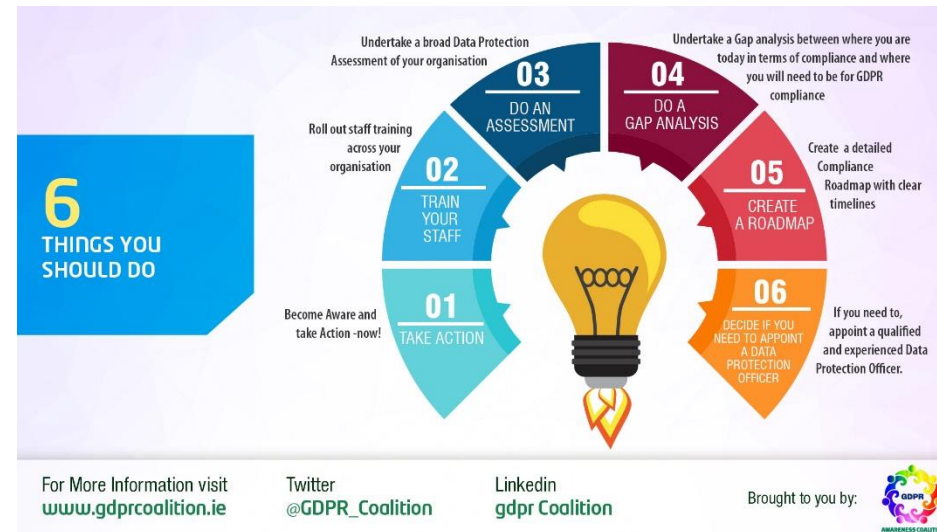 6
THINGS YOU
SHOULD DO
Become Aware and
take Action -now!
01
TAKE ACTION
Roll out staff training
across your
organisation
02
TRAIN
YOUR
STAFF
Undertake a broad Data Protection
Assessment of your organisation
03
DO AN
ASSESSMENT
Undertake a Gap analysis between where you are
today in terms of compliance and where
you will need to be for GDPR
compliance
04
DO A
GAP ANALYSIS
Create a detailed
Compliance
Roadmap with clear
timelines
05
CREATE
A ROADMAP
06
DECIDE IF YOU
NEED TO APPOINT
A DATA
PROTECTION
OFFICER
If you need to,
appoint a qualified
and experienced Data
Protection Officer.
For More Information visit
www.gdprcoalition.ie
Twitter
@GDPR_Coalition
Linkedin
gdpr Coalition
Brought to you by:
GDPR
AWARENESS COALITION